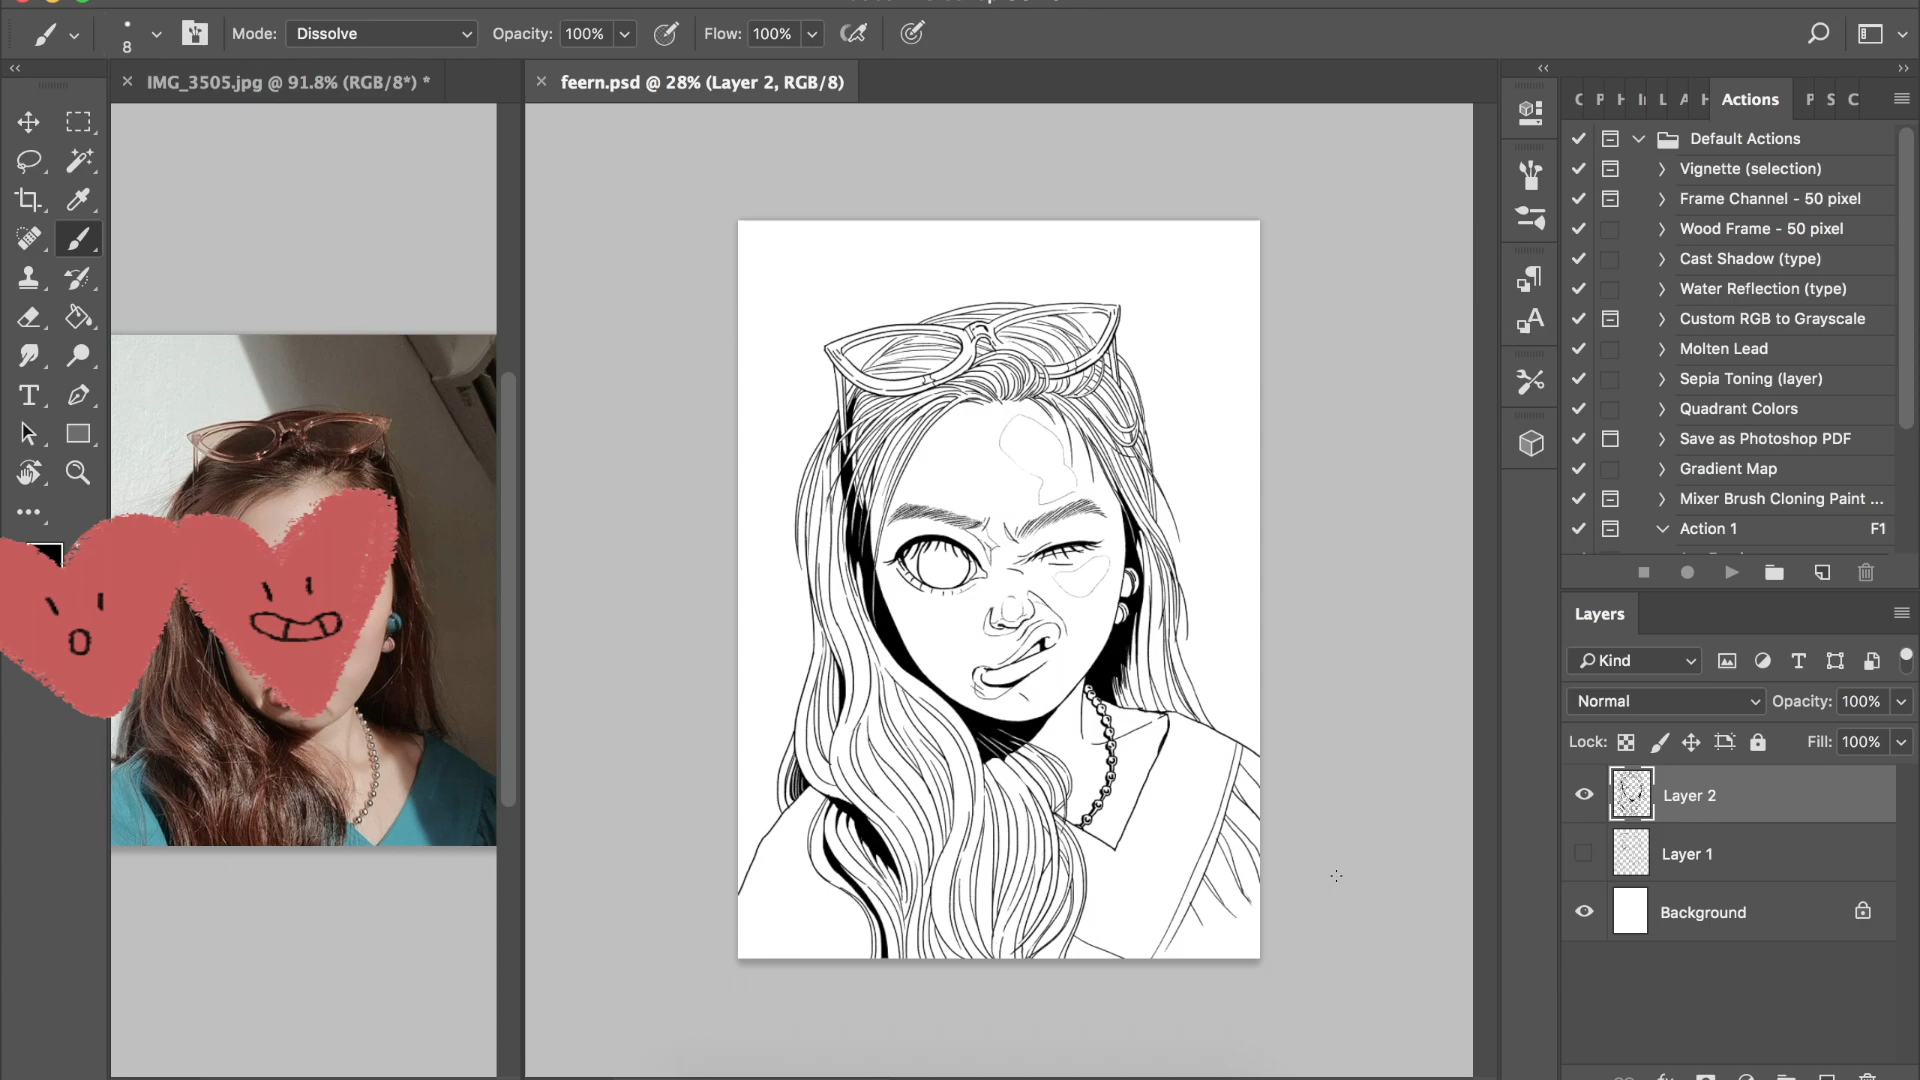 8
Mode: Dissolve
Opacity: 100%
Flow: 100%
IMG_3505.jpg @ 91.8% (RGB/8*) *
feern.psd @ 28% (Layer 2, RGB/8)
Actions
Default Actions
Vignette (selection)
Frame Channel - 50 pixel
Wood Frame - 50 pixel
Cast Shadow (type)
Water Reflection (type)
Custom RGB to Grayscale
Molten Lead
Sepia Toning (layer)
Quadrant Colors
Save as Photoshop PDF
Gradient Map
Mixer Brush Cloning Paint ...
Action 1 F1
Layers
Kind
Normal Opacity: 100%
Lock: Fill: 100%
Layer 2
Layer 1
Background